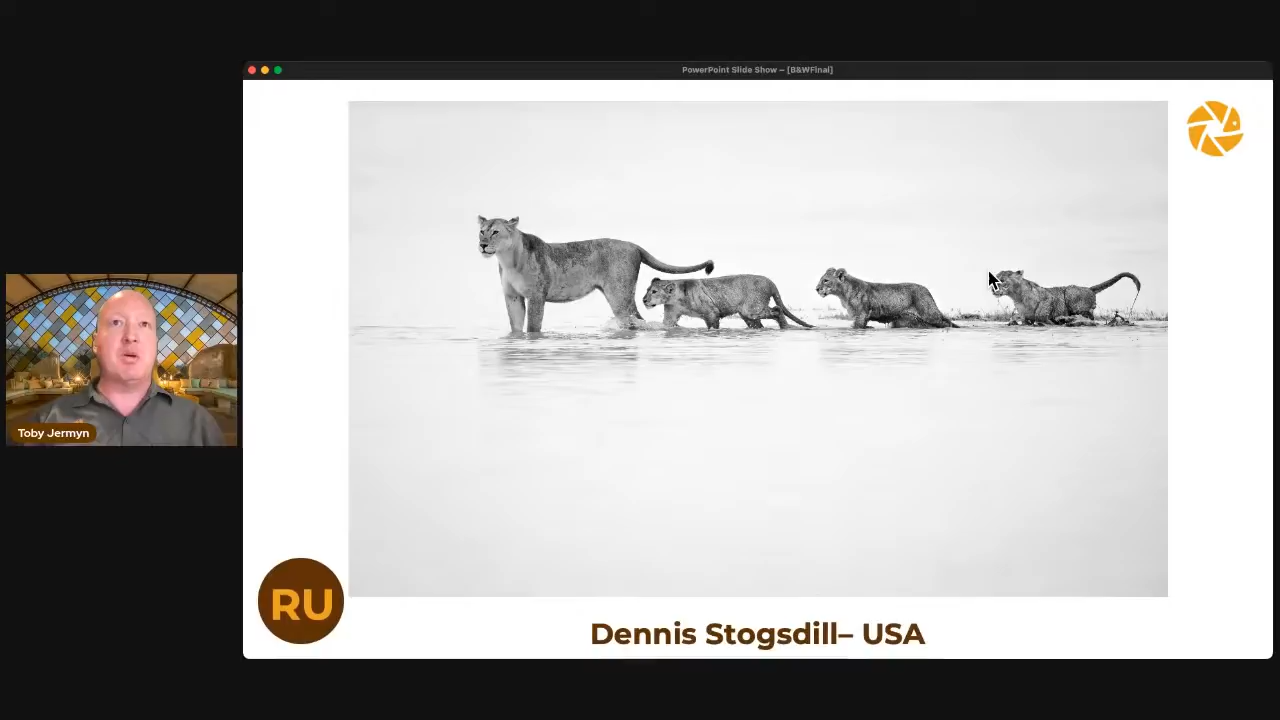 PowerPoint Slide Show – [B&WFinal]
Toby Jermyn
RU
Dennis Stogsdill– USA